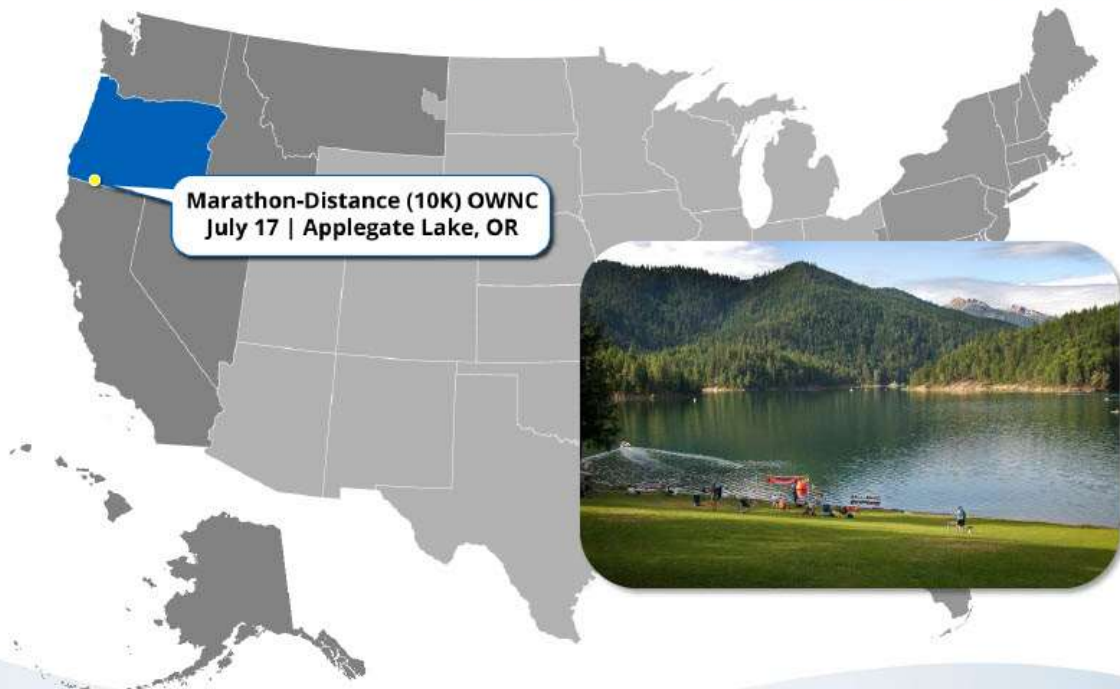 Marathon-Distance (10K) OWNC
July 17 | Applegate Lake, OR